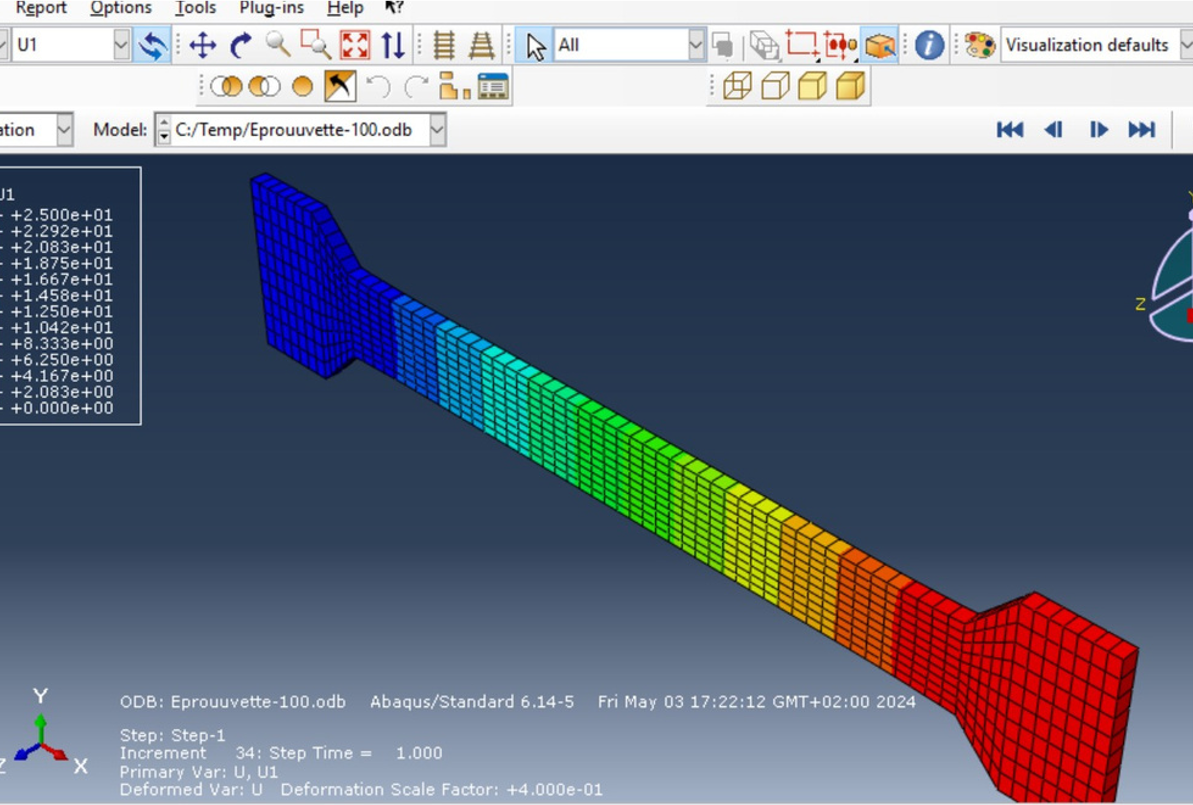 Report Options Tools Plug-ins Help
U1 All Visualization defaults
ation Model: C:/Temp/Eprouuvette-100.odb
U1
+2.500e+01
+2.292e+01
+2.083e+01
+1.875e+01
+1.667e+01
+1.458e+01
+1.250e+01
+1.042e+01
+8.333e+00
+6.250e+00
+4.167e+00
+2.083e+00
+0.000e+00
Y
Z
Y
Z X
ODB: Eprouuvette-100.odb Abaqus/Standard 6.14-5 Fri May 03 17:22:12 GMT+02:00 2024
Step: Step-1
Increment 34: Step Time = 1.000
Primary Var: U, U1
Deformed Var: U Deformation Scale Factor: +4.000e-01